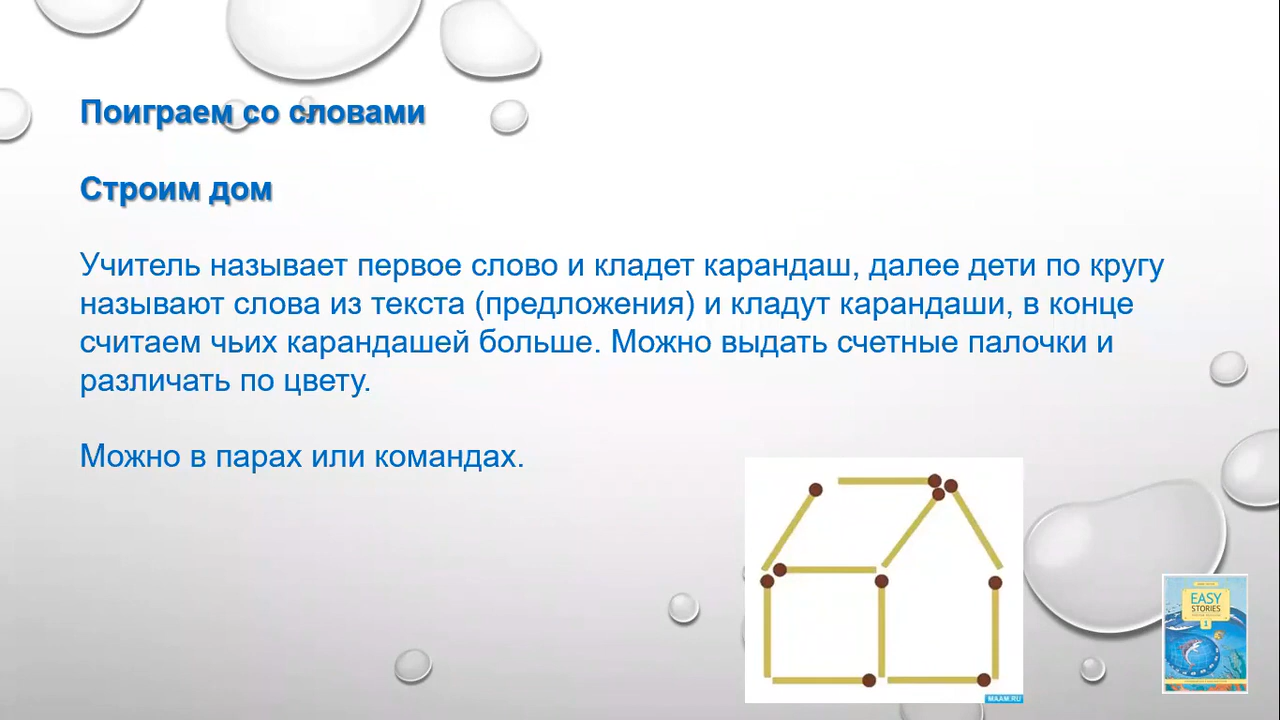 Поиграем со словами
Строим дом
Учитель называет первое слово и кладет карандаш, далее дети по кругу
называют слова из текста (предложения) и кладут карандаши, в конце
считаем чьих карандашей больше. Можно выдать счетные палочки и
различать по цвету.
Можно в парах или командах.
MAAM.RU
EASY
STORIES
1